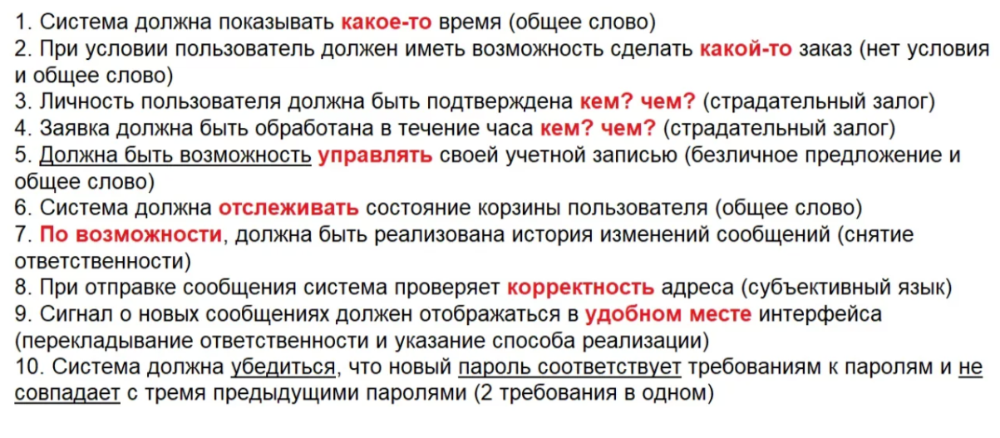 1. Система должна показывать какое-то время (общее слово)
2. При условии пользователь должен иметь возможность сделать какой-то заказ (нет условия
и общее слово)
3. Личность пользователя должна быть подтверждена кем? чем? (страдательный залог)
4. Заявка должна быть обработана в течение часа кем? чем? (страдательный залог)
5. Должна быть возможность управлять своей учетной записью (безличное предложение и
общее слово)
6. Система должна отслеживать состояние корзины пользователя (общее слово)
7. По возможности, должна быть реализована история изменений сообщений (снятие
ответственности)
8. При отправке сообщения система проверяет корректность адреса (субъективный язык)
9. Сигнал о новых сообщениях должен отображаться в удобном месте интерфейса
(перекладывание ответственности и указание способа реализации)
10. Система должна убедиться, что новый пароль соответствует требованиям к паролям и не
совпадает с тремя предыдущими паролями (2 требования в одном)